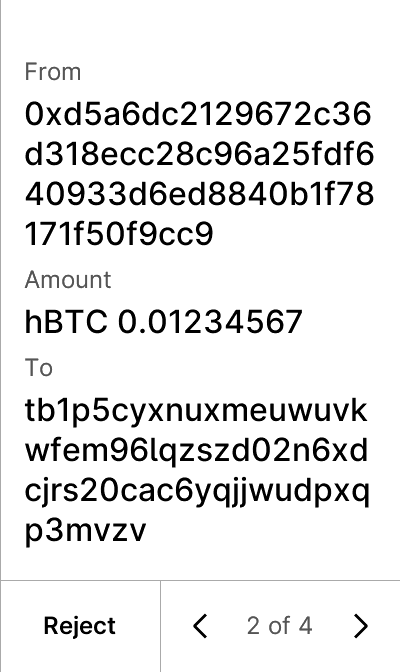 From
0xd5a6dc2129672c36
d318ecc28c96a25fdf6
40933d6ed8840b1f78
171f50f9cc9
Amount
hBTC 0.01234567
To
tb1p5cyxnuxmeuwuvk
wfem96lqzszd02n6xd
cjrs20cac6yqjjwudpxq
p3mvzv
Reject
2 of 4